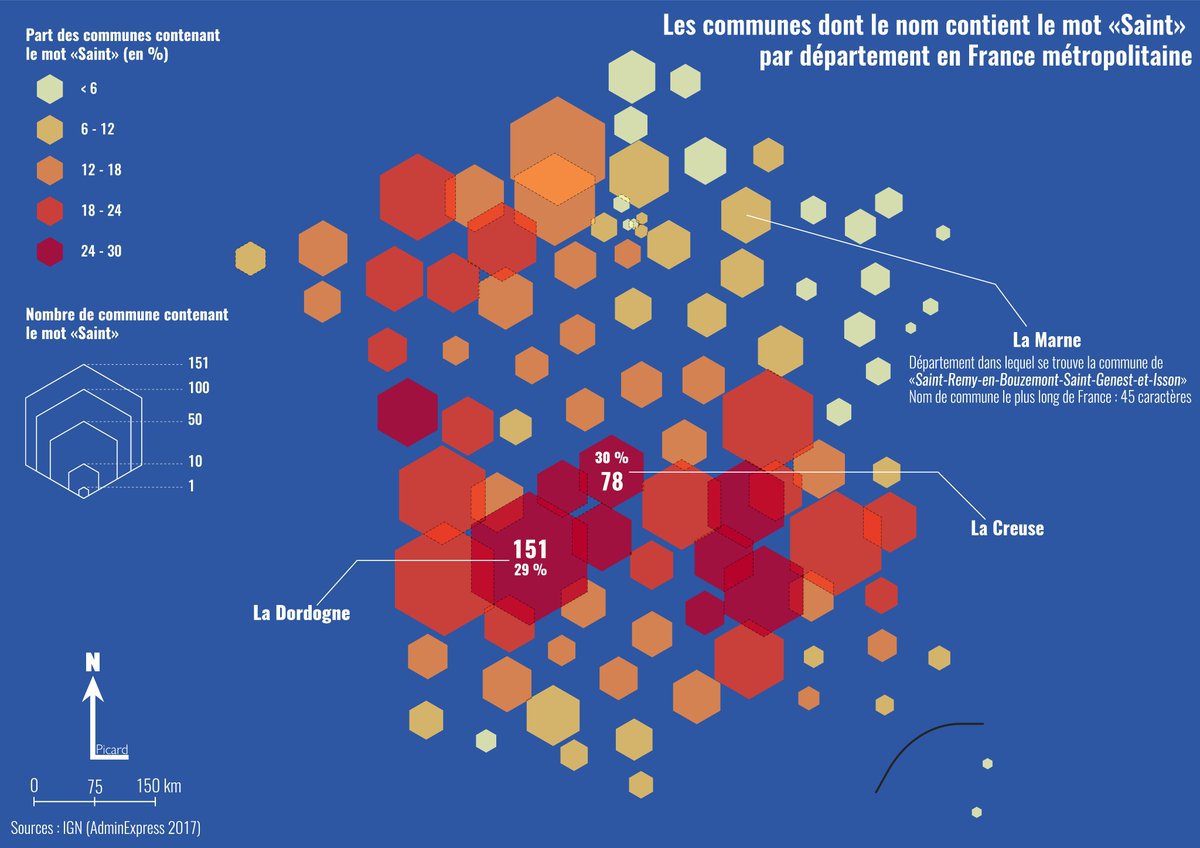 Les communes dont le nom contient le mot «Saint»
par département en France métropolitaine
Part des communes contenant
le mot «Saint» (en %)
< 6
6 - 12
12 - 18
18 - 24
24 - 30
Nombre de commune contenant
le mot «Saint»
151
100
50
10
1
La Marne
Département dans lequel se trouve la commune de
«Saint-Remy-en-Bouzemont-Saint-Genest-et-Isson»
Nom de commune le plus long de France : 45 caractères
30 %
78
La Creuse
151
29 %
La Dordogne
N
Picard
0 75 150 km
Sources : IGN (AdminExpress 2017)